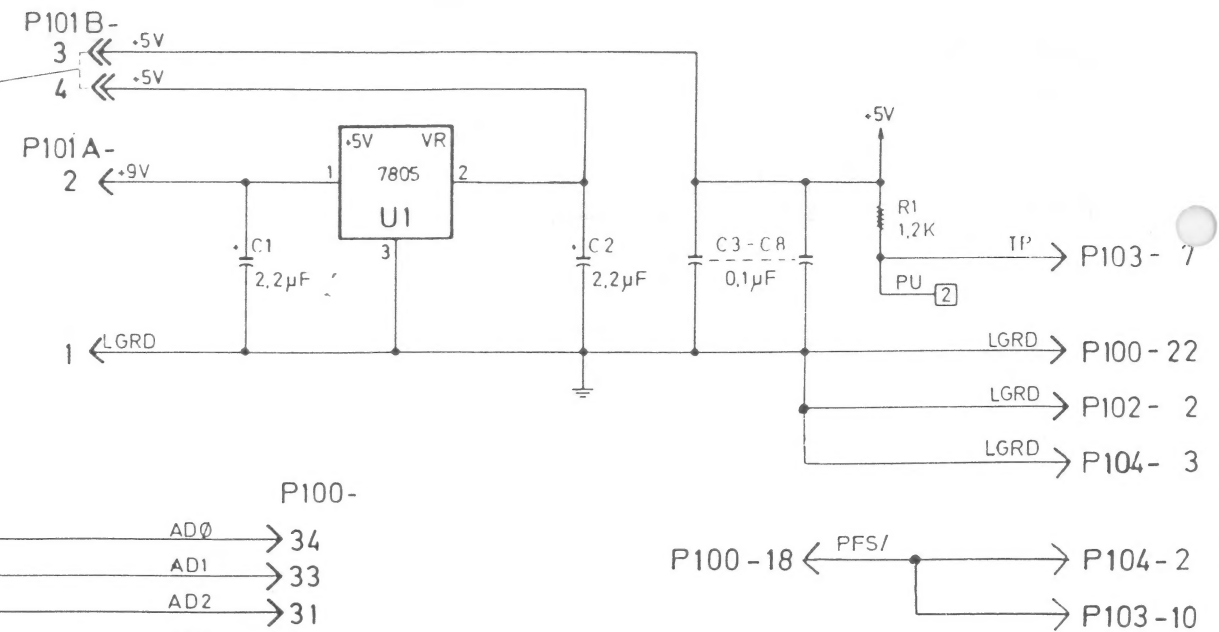 P101B-
3 +5V
4 +5V
P101A-
2 +9V
+5V VR
1 7805 2
U1
3
+ C1
2,2µF
+ C2
2,2µF
C3-C8
0,1µF
+5V
R1
1,2K
TP P103- 7
PU 2
1 LGRD
LGRD P100-22
LGRD P102- 2
LGRD P104- 3
P100-
ADØ 34
AD1 33
AD2 31
P100-18 PFS/ P104-2
P103-10